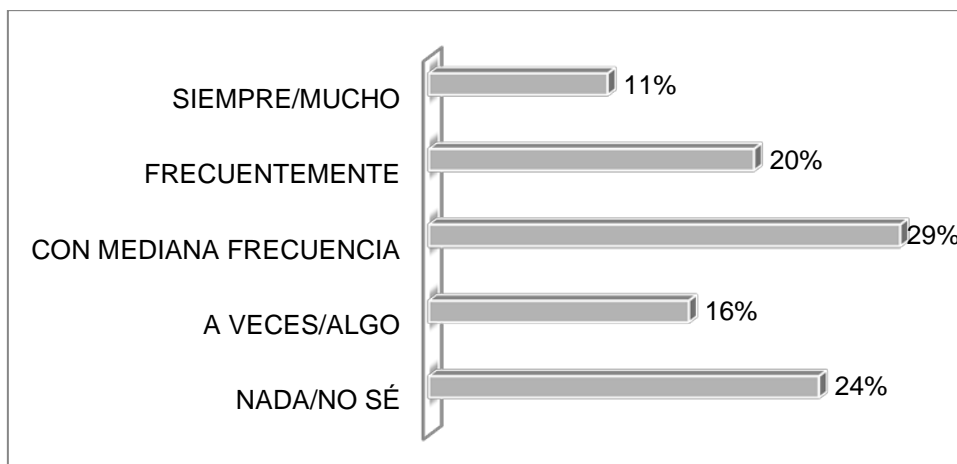 SIEMPRE/MUCHO 11%
FRECUENTEMENTE 20%
CON MEDIANA FRECUENCIA 29%
A VECES/ALGO 16%
NADA/NO SÉ 24%